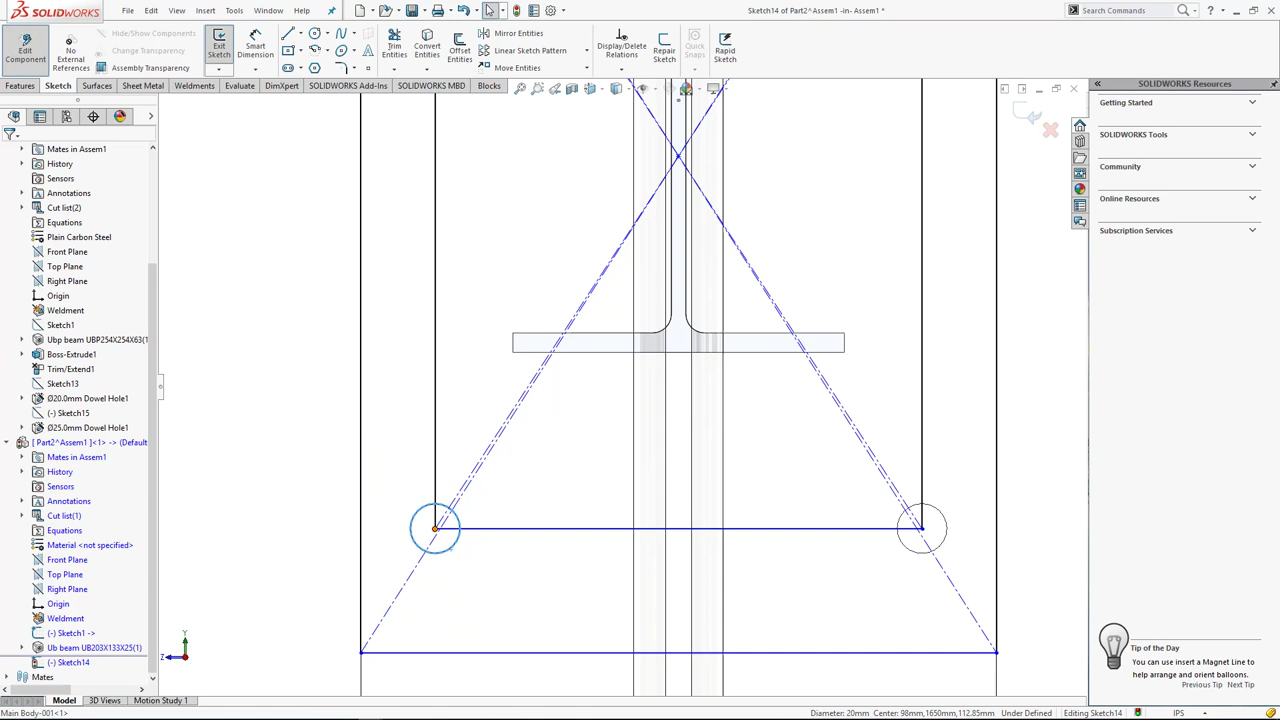 SOLIDWORKS File Edit View Insert Tools Window Help Sketch14 of Part2^Assem1 -in- Assem1 * Search Commands
Edit Component
No External References
Hide/Show Components
Change Transparency
Assembly Transparency
Exit Sketch
Smart Dimension
Trim Entities
Convert Entities
Offset Entities
Mirror Entities
Linear Sketch Pattern
Move Entities
Display/Delete Relations
Repair Sketch
Quick Snaps
Rapid Sketch
Features Sketch Surfaces Sheet Metal Weldments Evaluate DimXpert SOLIDWORKS Add-Ins SOLIDWORKS MBD Blocks
Mates in Assem1
History
Sensors
Annotations
Cut list(2)
Equations
Plain Carbon Steel
Front Plane
Top Plane
Right Plane
Origin
Weldment
Sketch1
Ubp beam UBP254X254X63(1)
Boss-Extrude1
Trim/Extend1
Sketch13
Ø20.0mm Dowel Hole1
(-) Sketch15
Ø25.0mm Dowel Hole1
[ Part2^Assem1 ]<1> -> (Default
Mates in Assem1
History
Sensors
Annotations
Cut list(1)
Equations
Material <not specified>
Front Plane
Top Plane
Right Plane
Origin
Weldment
(-) Sketch1 ->
Ub beam UB203X133X25(1)
(-) Sketch14
Mates
Y
Z
SOLIDWORKS Resources
Getting Started
SOLIDWORKS Tools
Community
Online Resources
Subscription Services
Tip of the Day
You can use insert a Magnet Line to
help arrange and orient balloons.
Previous Tip Next Tip
Model 3D Views Motion Study 1
Main Body-001<1> Diameter: 20mm Center: 98mm,1650mm,112.85mm Under Defined Editing Sketch14 IPS